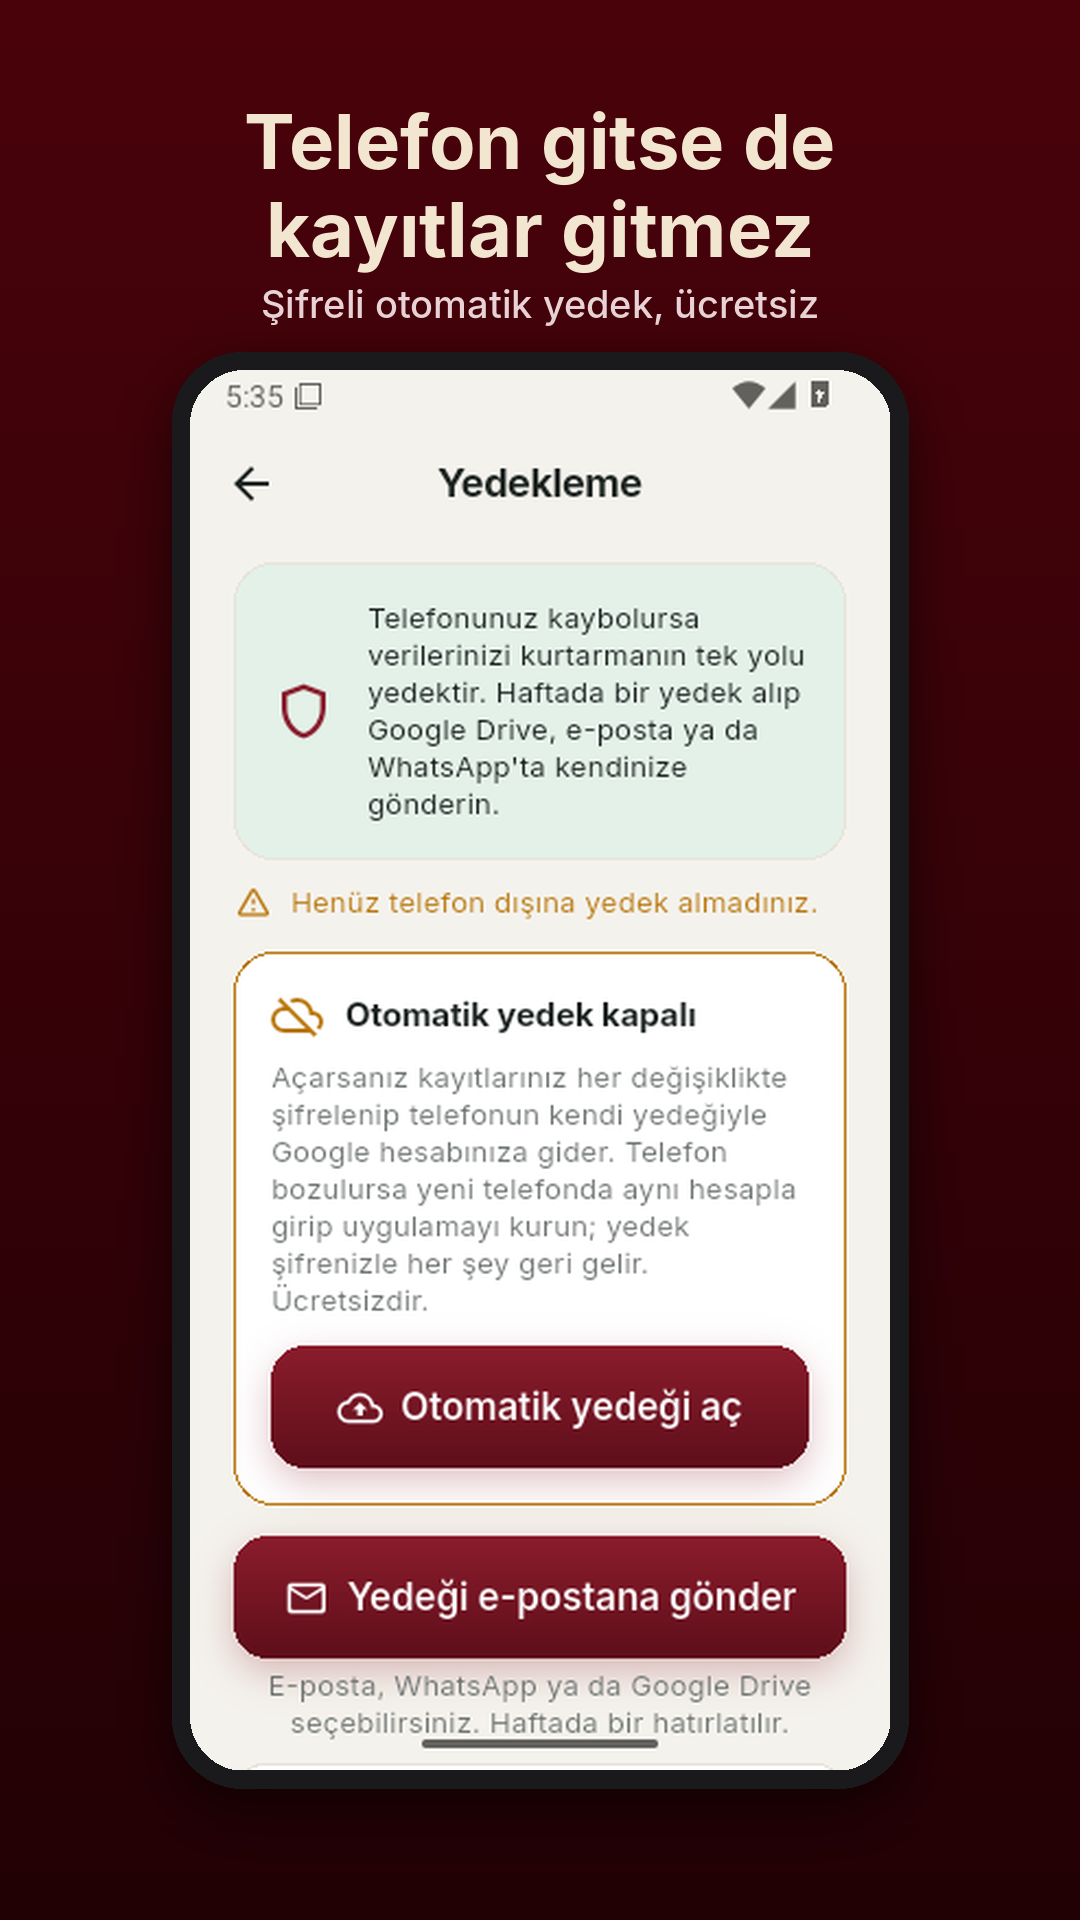 Telefon gitse de
kayıtlar gitmez
Şifreli otomatik yedek, ücretsiz
5:35
Yedekleme
Telefonunuz kaybolursa
verilerinizi kurtarmanın tek yolu
yedektir. Haftada bir yedek alıp
Google Drive, e-posta ya da
WhatsApp'ta kendinize
gönderin.
Henüz telefon dışına yedek almadınız.
Otomatik yedek kapalı
Açarsanız kayıtlarınız her değişiklikte
şifrelenip telefonun kendi yedeğiyle
Google hesabınıza gider. Telefon
bozulursa yeni telefonda aynı hesapla
girip uygulamayı kurun; yedek
şifrenizle her şey geri gelir.
Ücretsizdir.
Otomatik yedeği aç
Yedeği e-postana gönder
E-posta, WhatsApp ya da Google Drive
seçebilirsiniz. Haftada bir hatırlatılır.